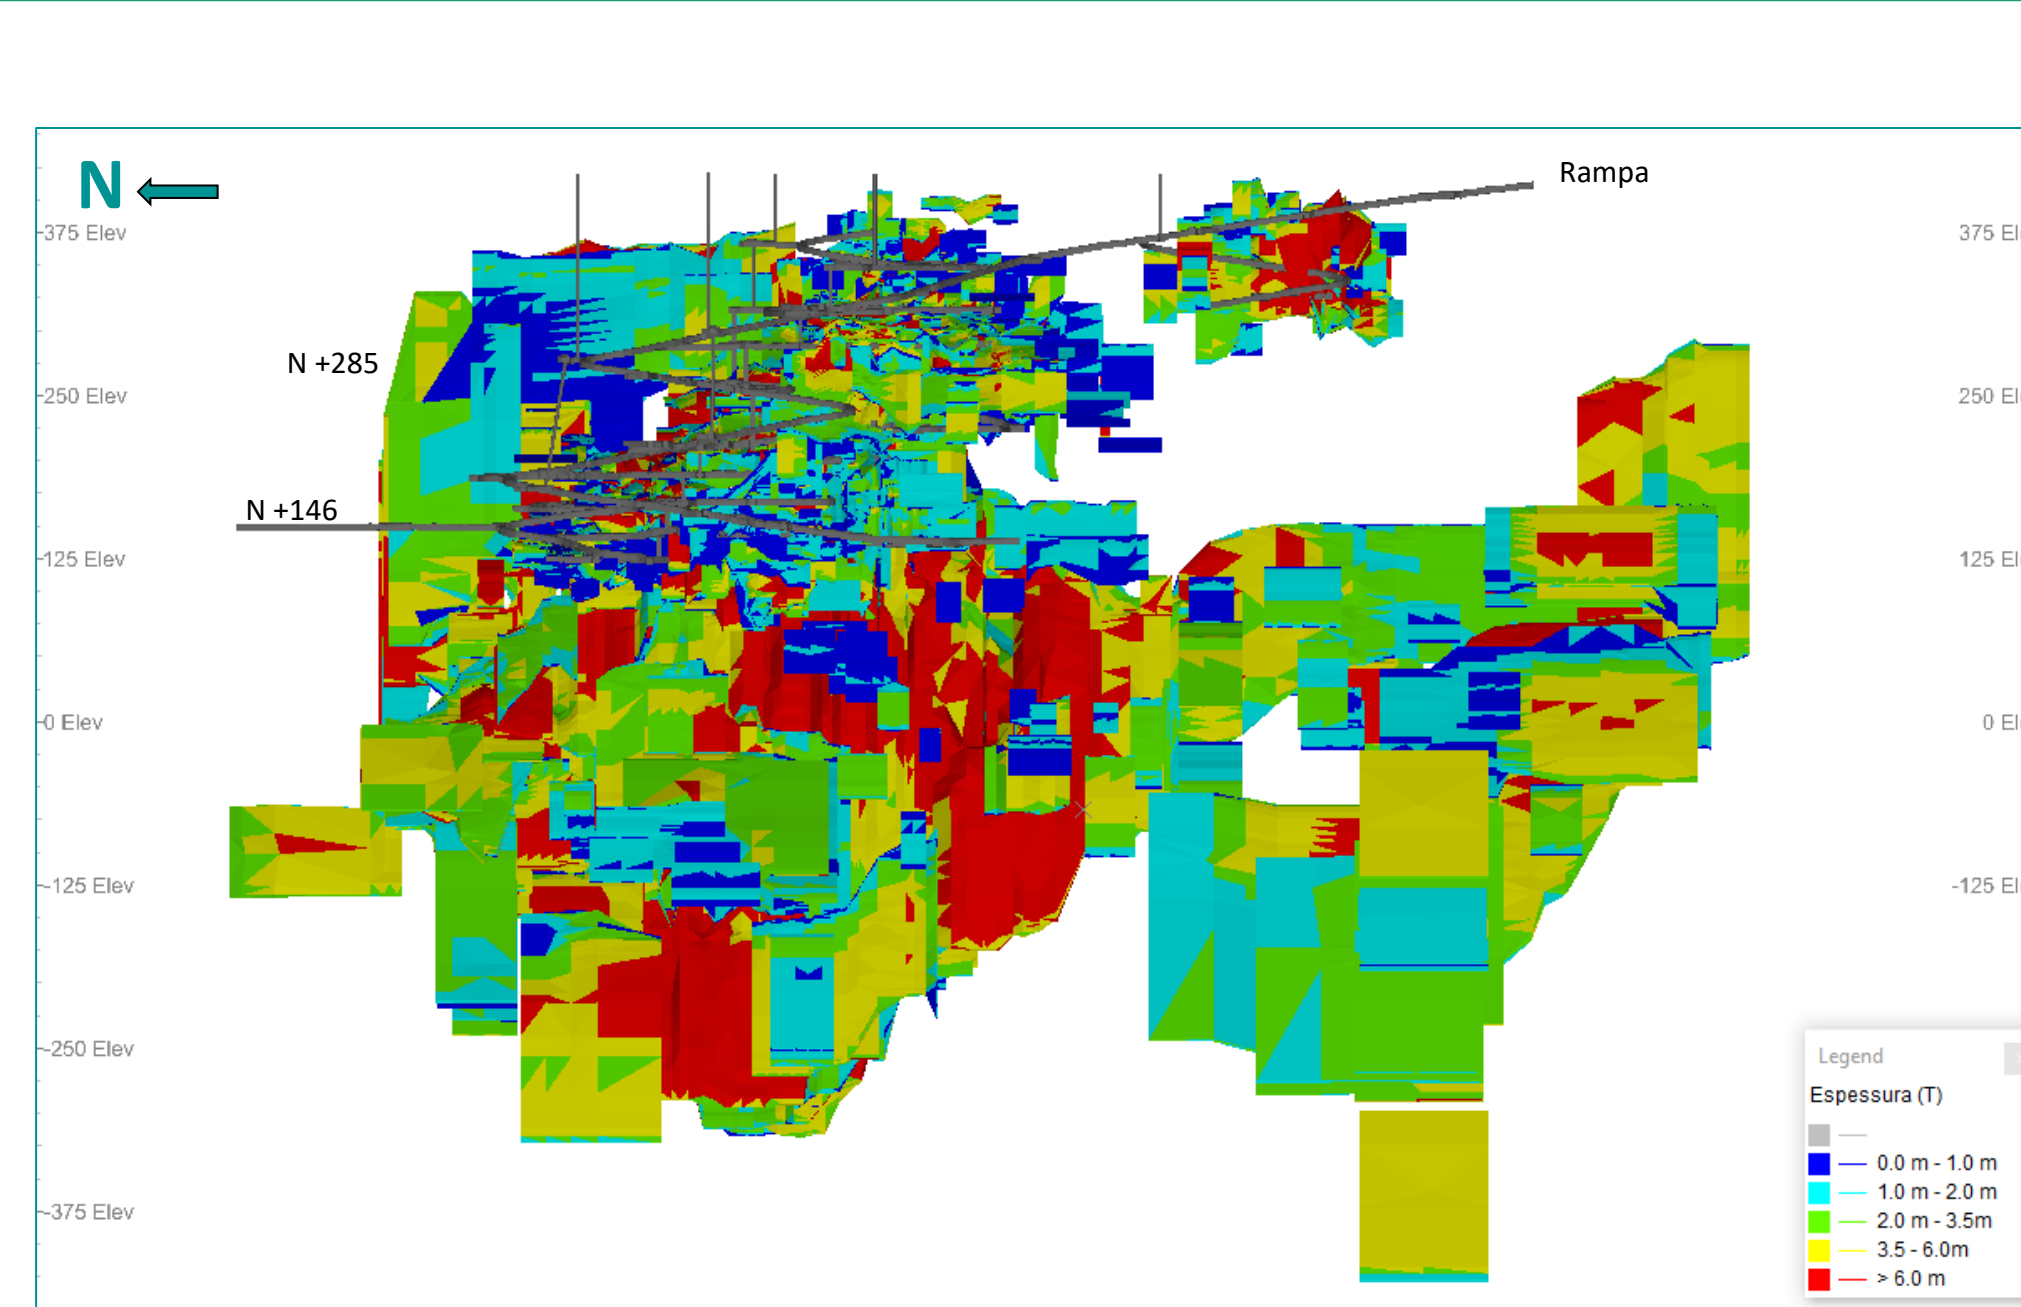 N
Rampa
375 Elev
375 El
N +285
250 Elev
250 El
N +146
125 Elev
125 El
0 Elev
0 El
-125 Elev
-125 El
-250 Elev
-375 Elev
Legend
Espessura (T)
0.0 m - 1.0 m
1.0 m - 2.0 m
2.0 m - 3.5m
3.5 - 6.0m
> 6.0 m